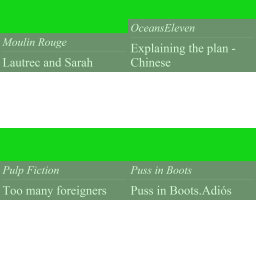 Moulin Rouge
Lautrec and Sarah
OceansEleven
Explaining the plan -
Chinese
Pulp Fiction
Too many foreigners
Puss in Boots
Puss in Boots.Adiós